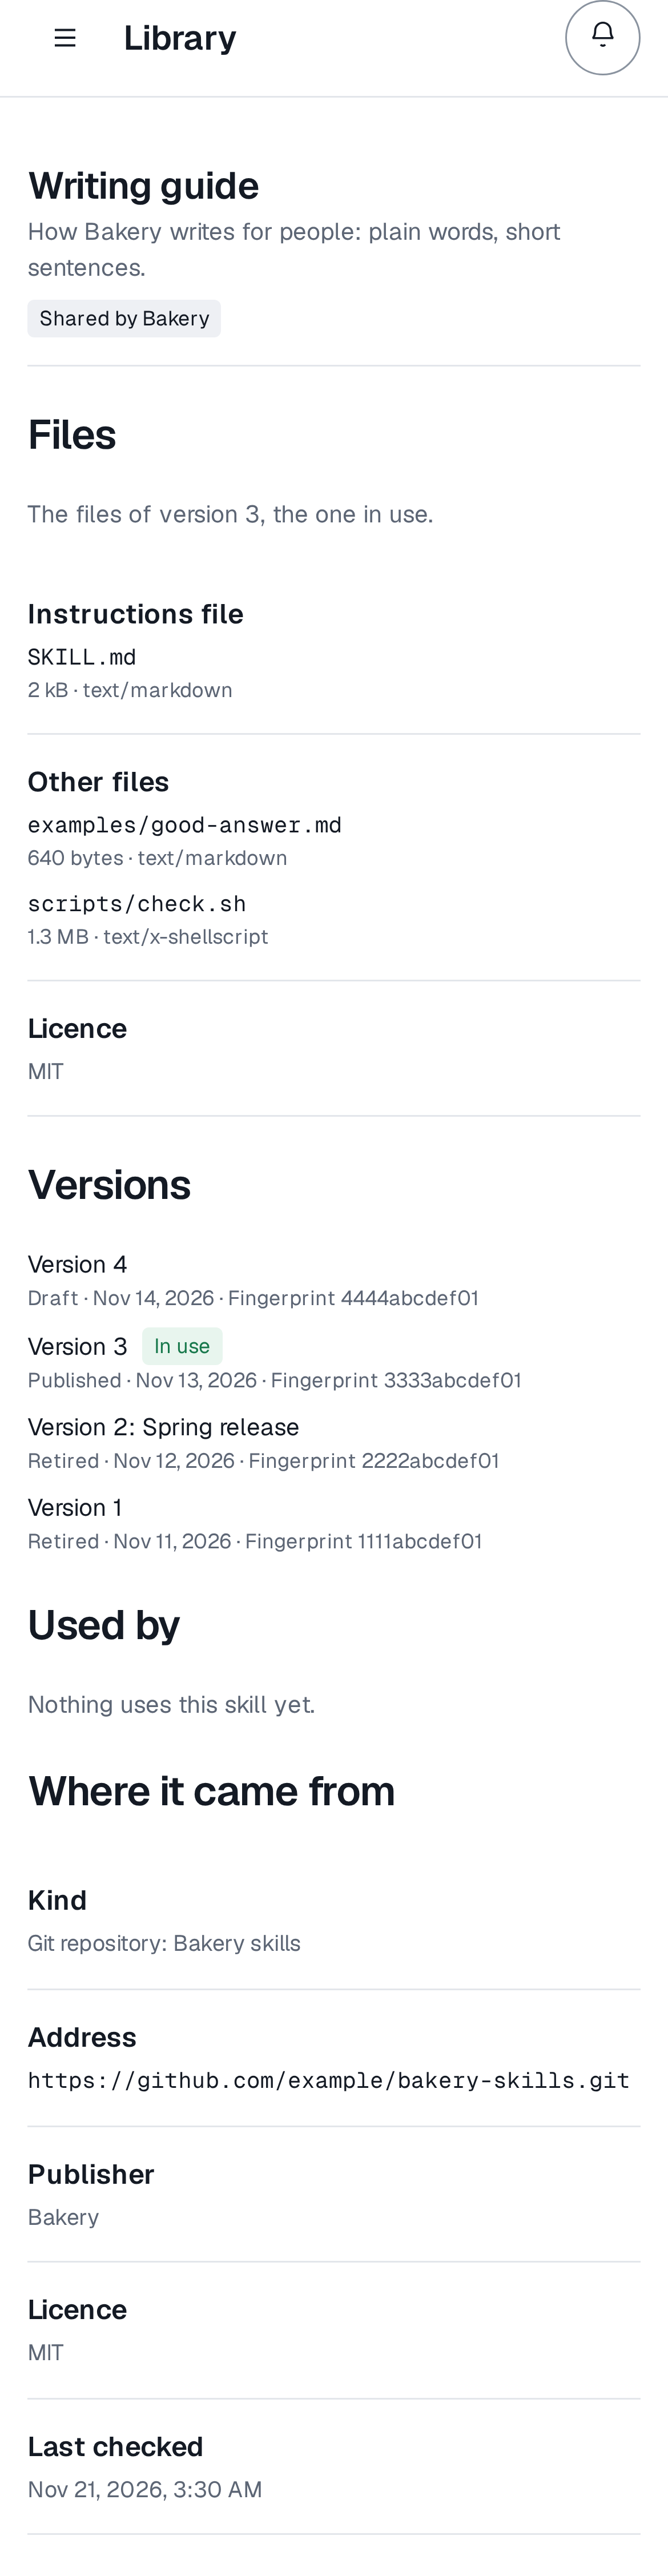 Library
Writing guide
How Bakery writes for people: plain words, short
sentences.
Shared by Bakery
Files
The files of version 3, the one in use.
Instructions file
SKILL.md
2 kB · text/markdown
Other files
examples/good-answer.md
640 bytes · text/markdown
scripts/check.sh
1.3 MB · text/x-shellscript
Licence
MIT
Versions
Version 4
Draft · Nov 14, 2026 · Fingerprint 4444abcdef01
Version 3 In use
Published · Nov 13, 2026 · Fingerprint 3333abcdef01
Version 2: Spring release
Retired · Nov 12, 2026 · Fingerprint 2222abcdef01
Version 1
Retired · Nov 11, 2026 · Fingerprint 1111abcdef01
Used by
Nothing uses this skill yet.
Where it came from
Kind
Git repository: Bakery skills
Address
https://github.com/example/bakery-skills.git
Publisher
Bakery
Licence
MIT
Last checked
Nov 21, 2026, 3:30 AM